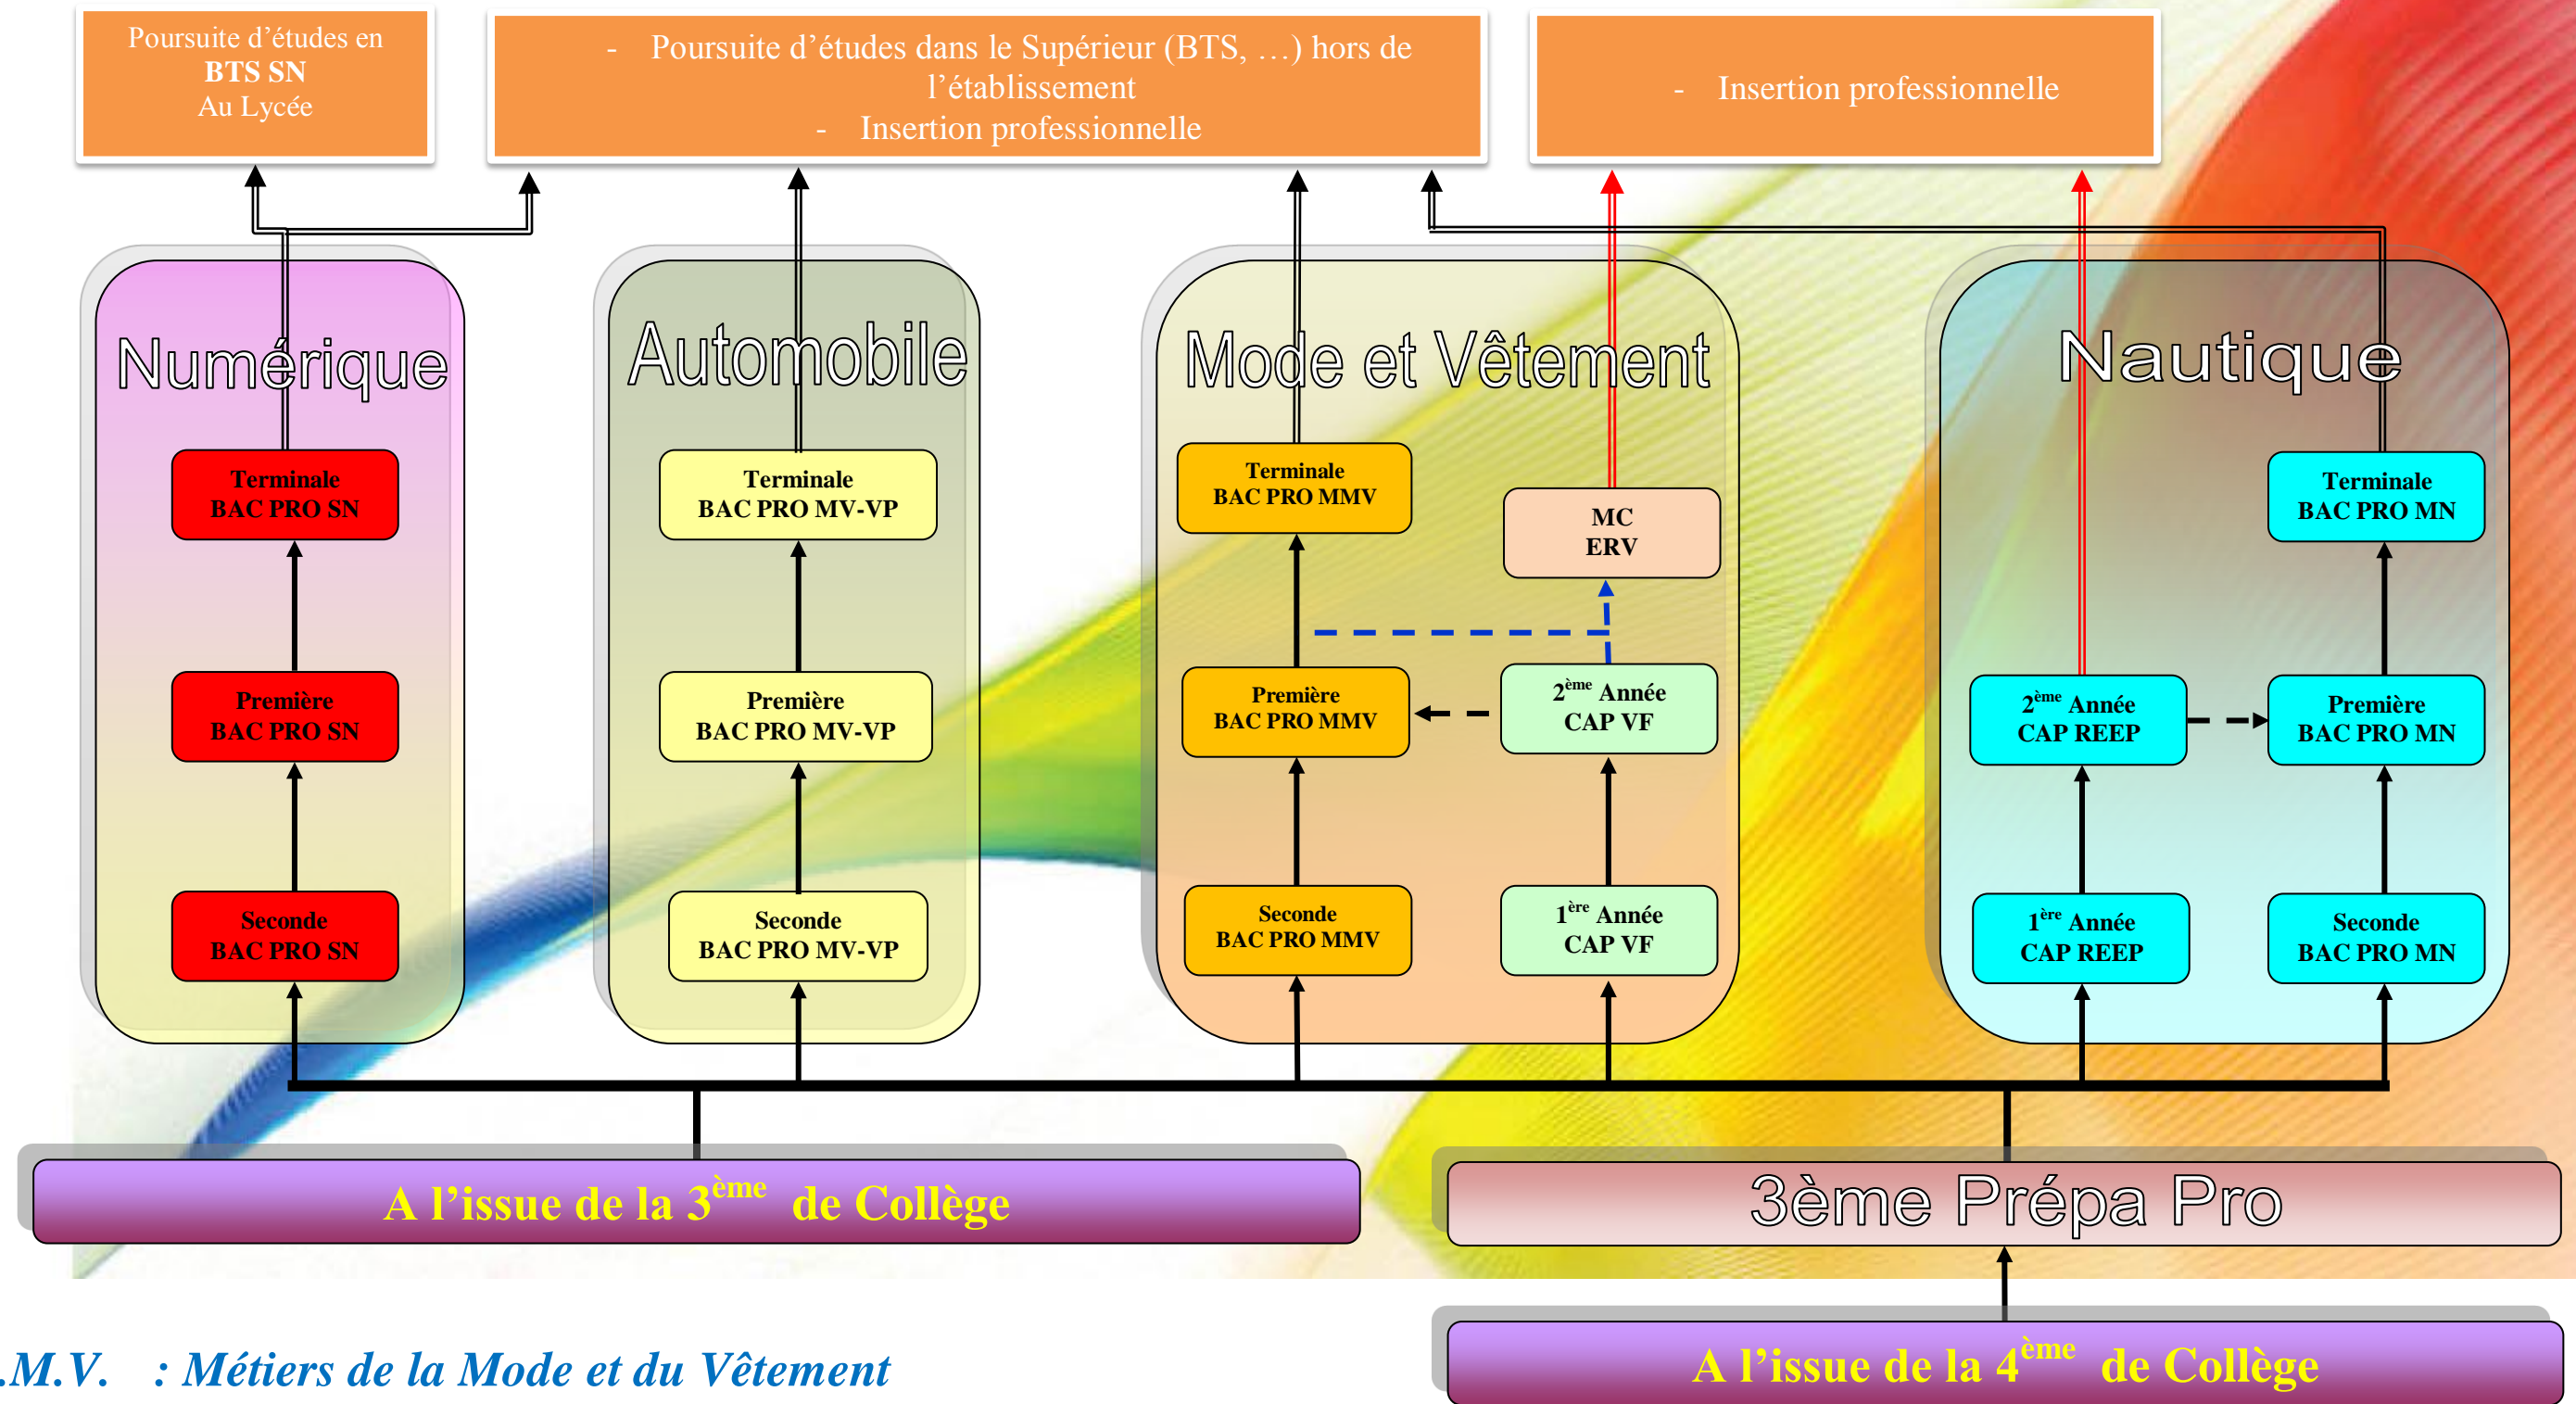 Poursuite d’études en
BTS SN
Au Lycée
- Poursuite d’études dans le Supérieur (BTS, …) hors de
l’établissement
- Insertion professionnelle
- Insertion professionnelle
Numérique
Terminale
BAC PRO SN
Première
BAC PRO SN
Seconde
BAC PRO SN
Automobile
Terminale
BAC PRO MV-VP
Première
BAC PRO MV-VP
Seconde
BAC PRO MV-VP
Mode et Vêtement
Terminale
BAC PRO MMV
MC
ERV
Première
BAC PRO MMV
2ème Année
CAP VF
Seconde
BAC PRO MMV
1ère Année
CAP VF
Nautique
Terminale
BAC PRO MN
2ème Année
CAP REEP
Première
BAC PRO MN
1ère Année
CAP REEP
Seconde
BAC PRO MN
A l’issue de la 3ème de Collège
3ème Prépa Pro
A l’issue de la 4ème de Collège
.M.V. : Métiers de la Mode et du Vêtement